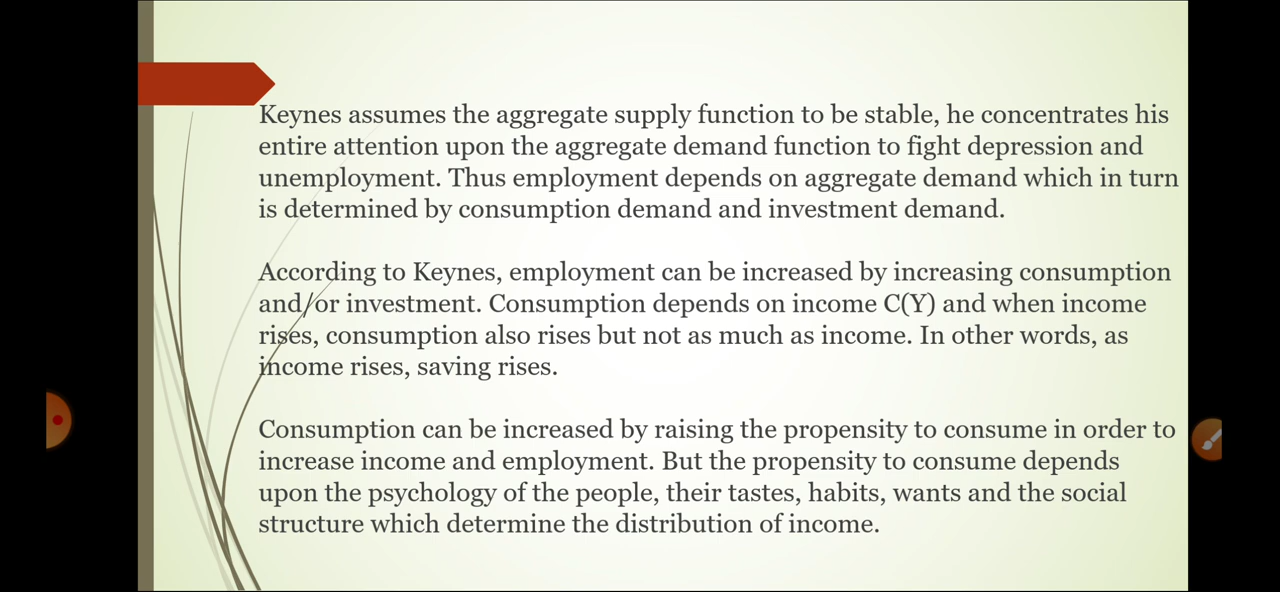 Keynes assumes the aggregate supply function to be stable, he concentrates his
entire attention upon the aggregate demand function to fight depression and
unemployment. Thus employment depends on aggregate demand which in turn
is determined by consumption demand and investment demand.
According to Keynes, employment can be increased by increasing consumption
and/or investment. Consumption depends on income C(Y) and when income
rises, consumption also rises but not as much as income. In other words, as
income rises, saving rises.
Consumption can be increased by raising the propensity to consume in order to
increase income and employment. But the propensity to consume depends
upon the psychology of the people, their tastes, habits, wants and the social
structure which determine the distribution of income.